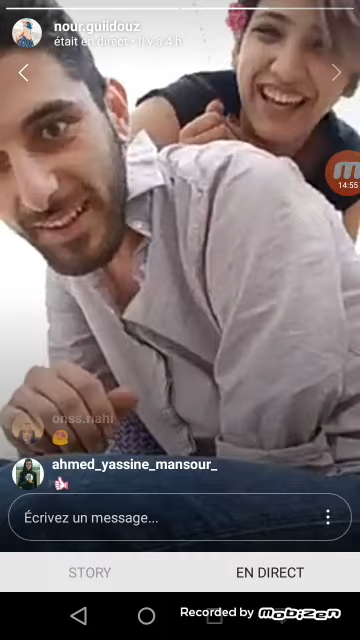 nour.guiidouz
était en direct • Il y a 4 h
14:55
onss.riahi
ahmed_yassine_mansour_
Écrivez un message...
STORY
EN DIRECT
Recorded by mobizen